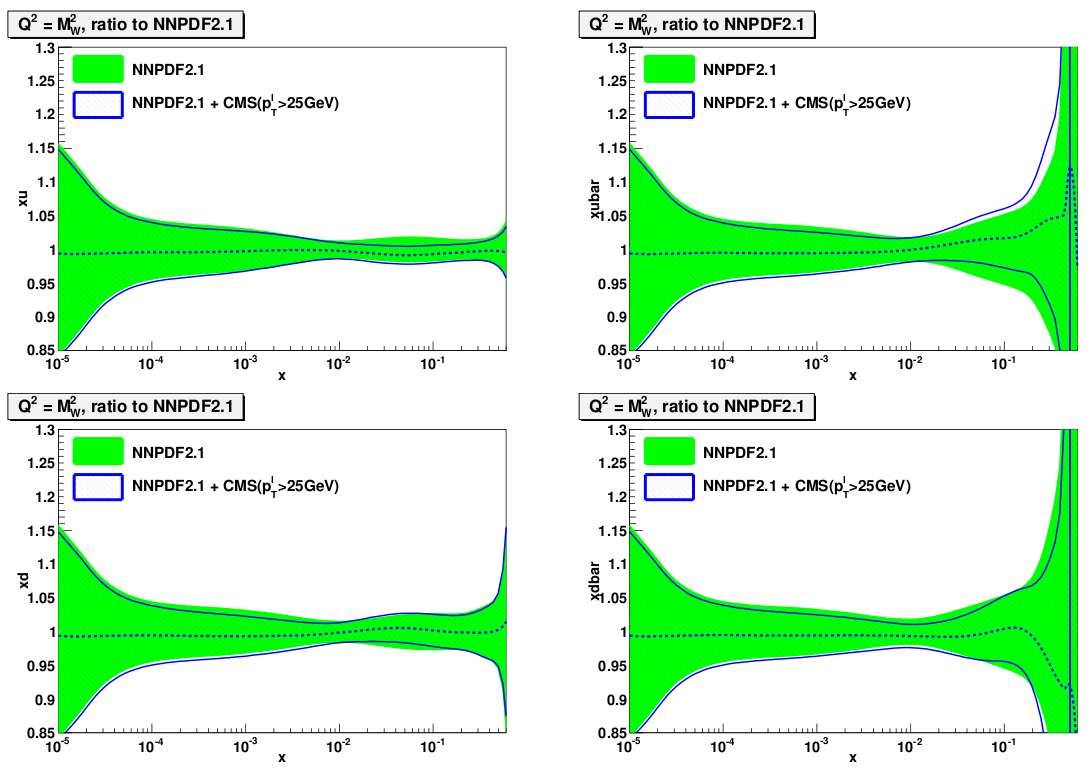 Q² = M²_W, ratio to NNPDF2.1
xu
1.3
1.25
1.2
1.15
1.1
1.05
1
0.95
0.9
0.85
NNPDF2.1
NNPDF2.1 + CMS(p_T^l>25GeV)
10⁻⁵ 10⁻⁴ 10⁻³ 10⁻² 10⁻¹
x
Q² = M²_W, ratio to NNPDF2.1
xubar
1.3
1.25
1.2
1.15
1.1
1.05
1
0.95
0.9
0.85
NNPDF2.1
NNPDF2.1 + CMS(p_T^l>25GeV)
10⁻⁵ 10⁻⁴ 10⁻³ 10⁻² 10⁻¹
x
Q² = M²_W, ratio to NNPDF2.1
xd
1.3
1.25
1.2
1.15
1.1
1.05
1
0.95
0.9
0.85
NNPDF2.1
NNPDF2.1 + CMS(p_T^l>25GeV)
10⁻⁵ 10⁻⁴ 10⁻³ 10⁻² 10⁻¹
x
Q² = M²_W, ratio to NNPDF2.1
xdbar
1.3
1.25
1.2
1.15
1.1
1.05
1
0.95
0.9
0.85
NNPDF2.1
NNPDF2.1 + CMS(p_T^l>25GeV)
10⁻⁵ 10⁻⁴ 10⁻³ 10⁻² 10⁻¹
x